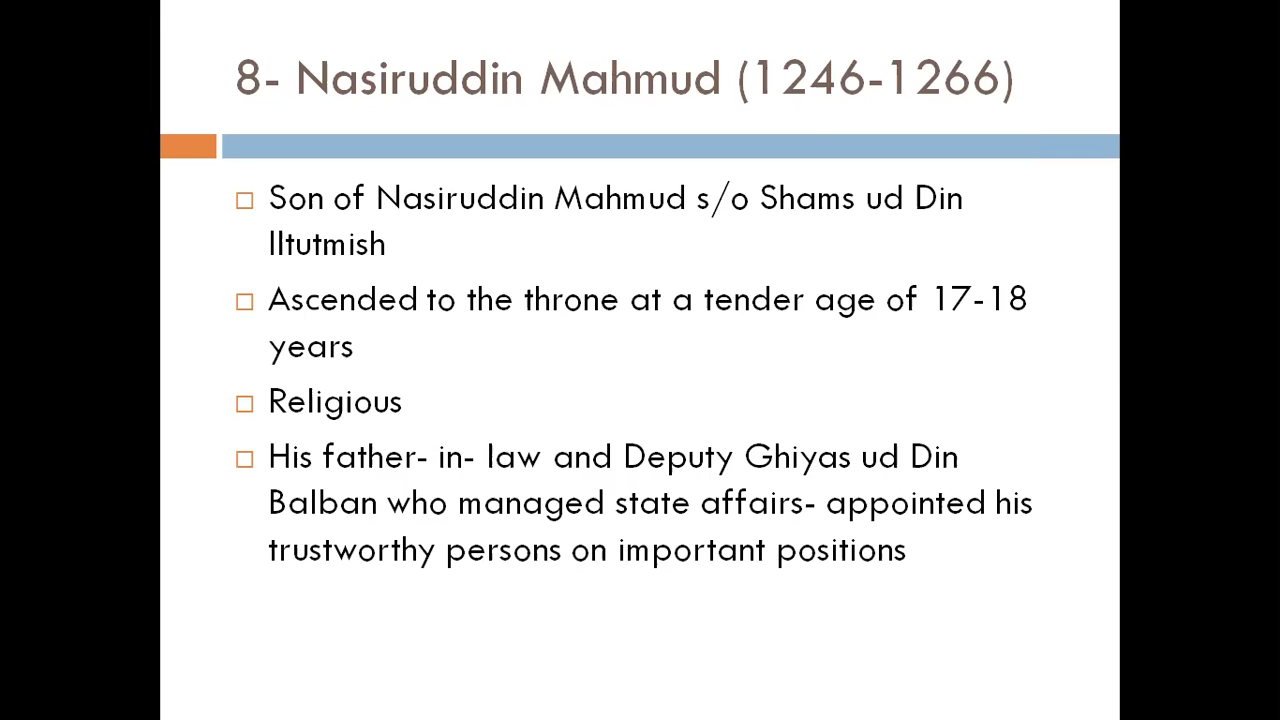 8- Nasiruddin Mahmud (1246-1266)
Son of Nasiruddin Mahmud s/o Shams ud Din
Iltutmish
Ascended to the throne at a tender age of 17-18
years
Religious
His father- in- law and Deputy Ghiyas ud Din
Balban who managed state affairs- appointed his
trustworthy persons on important positions